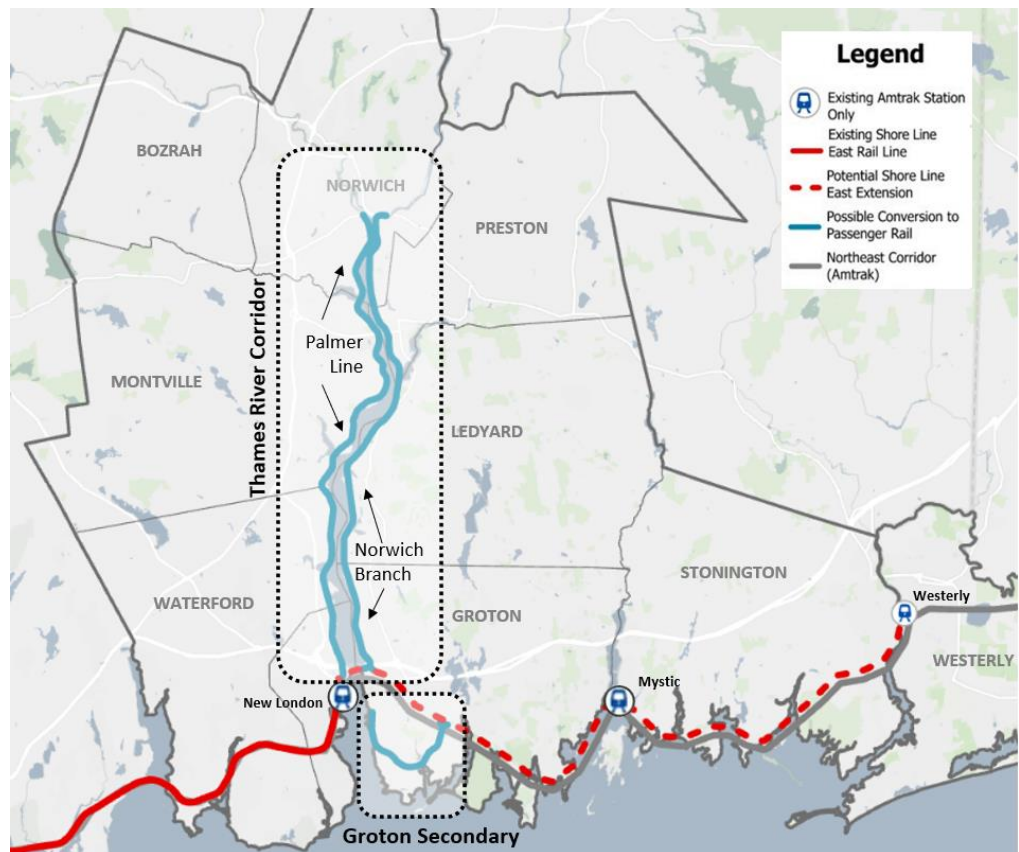 Legend
Existing Amtrak Station
Only
Existing Shore Line
East Rail Line
Potential Shore Line
East Extension
Possible Conversion to
Passenger Rail
Northeast Corridor
(Amtrak)
BOZRAH
NORWICH
PRESTON
Thames River Corridor
Palmer
Line
MONTVILLE
LEDYARD
Norwich
Branch
WATERFORD
GROTON
STONINGTON
Westerly
WESTERLY
New London
Mystic
Groton Secondary